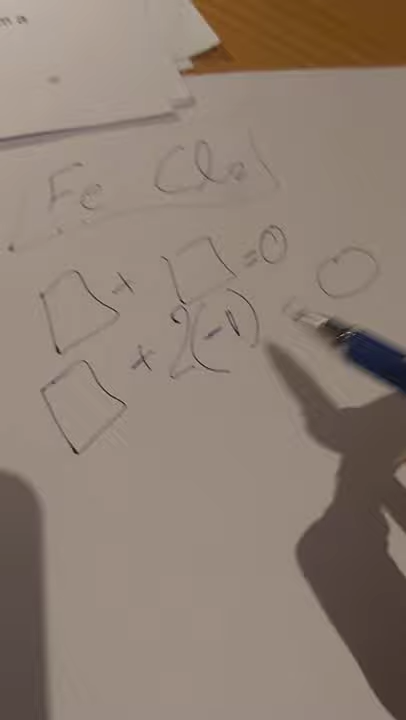 Fe Cl₂
□ + □ = 0
□ + 2(-1)